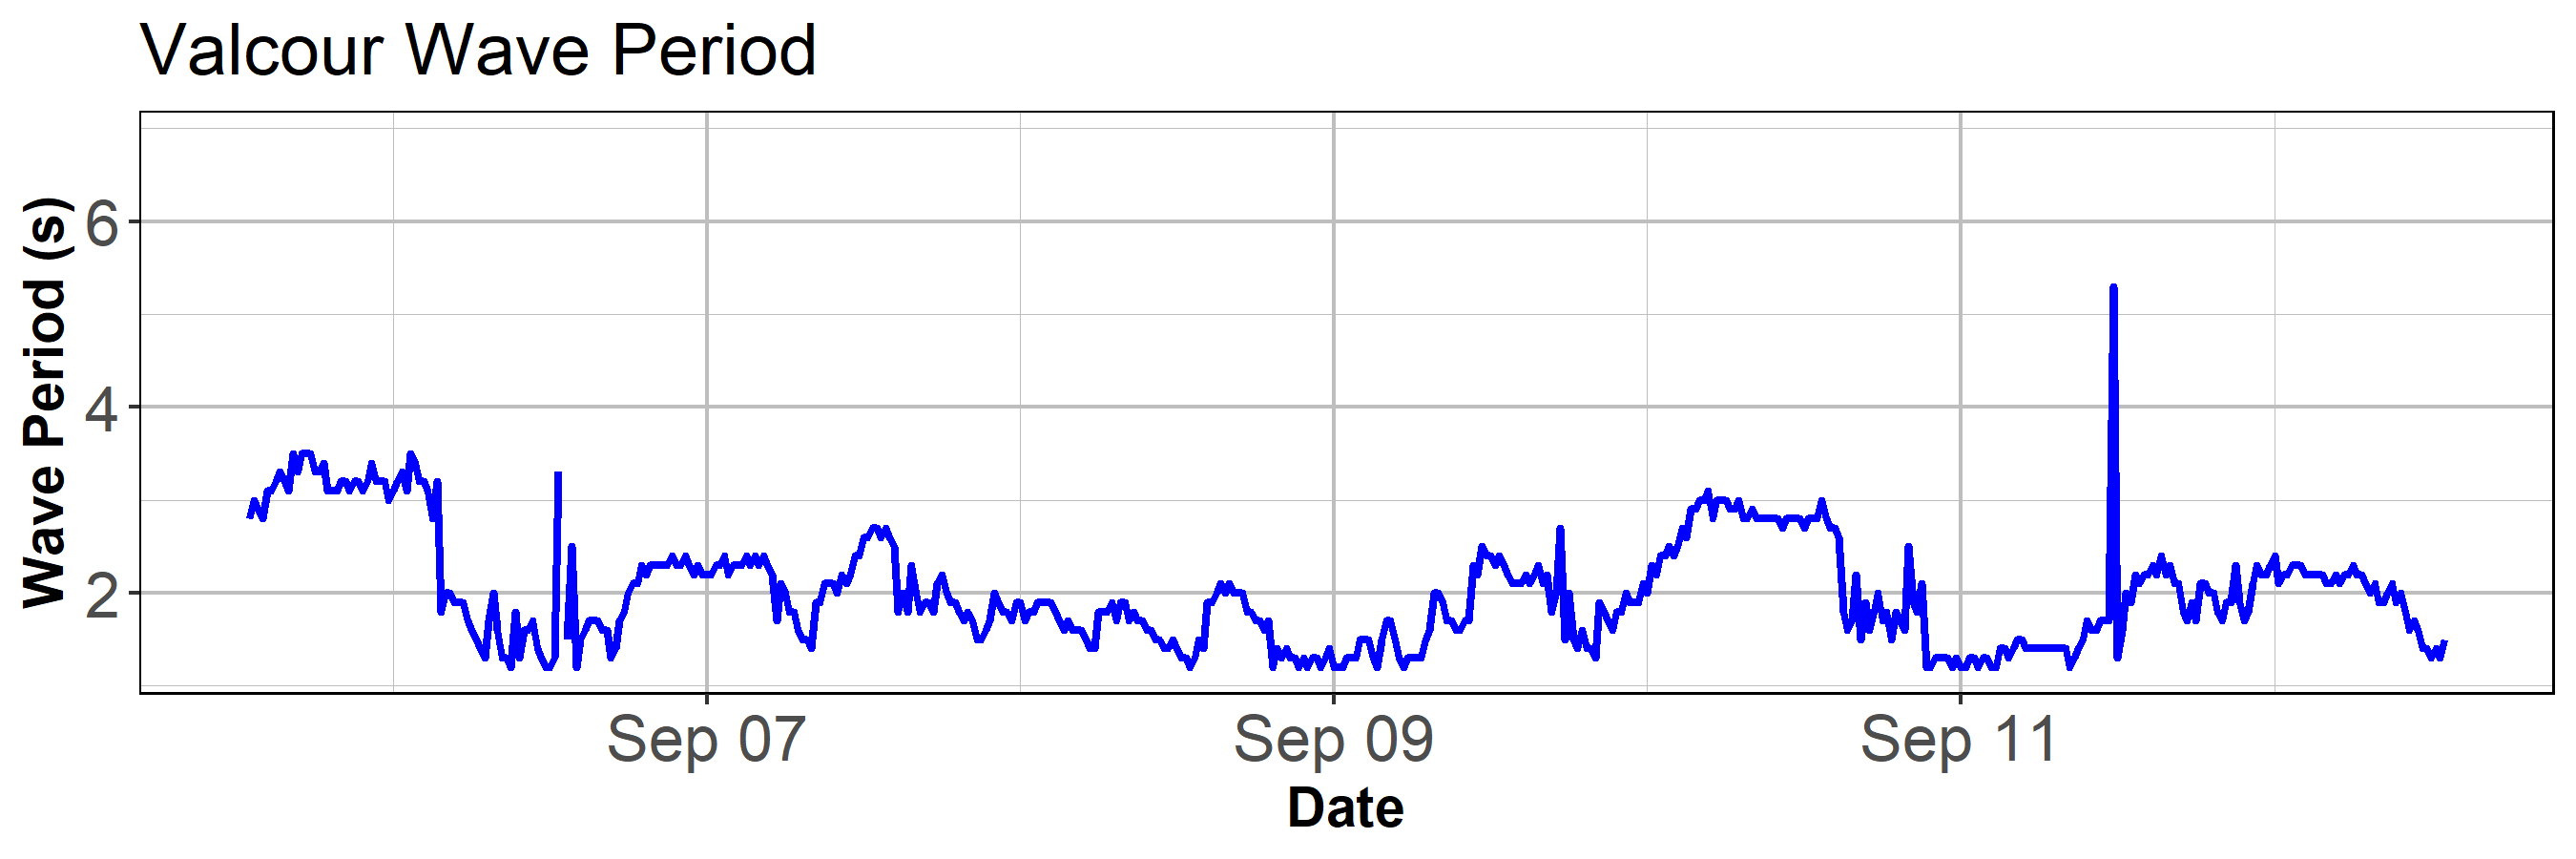 Valcour Wave Period
Wave Period (s)
6
4
2
Sep 07
Sep 09
Sep 11
Date